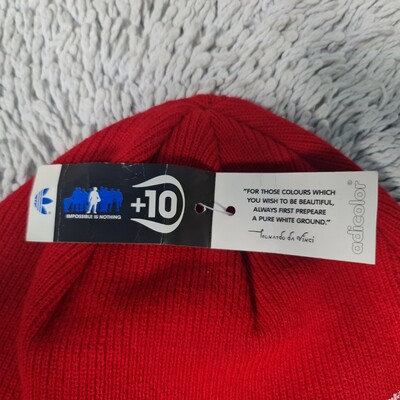 adidas
IMPOSSIBLE IS NOTHING
+10
"FOR THOSE COLOURS WHICH
YOU WISH TO BE BEAUTIFUL,
ALWAYS FIRST PREPEARE
A PURE WHITE GROUND."
Leonardo da Vinci
adicolor